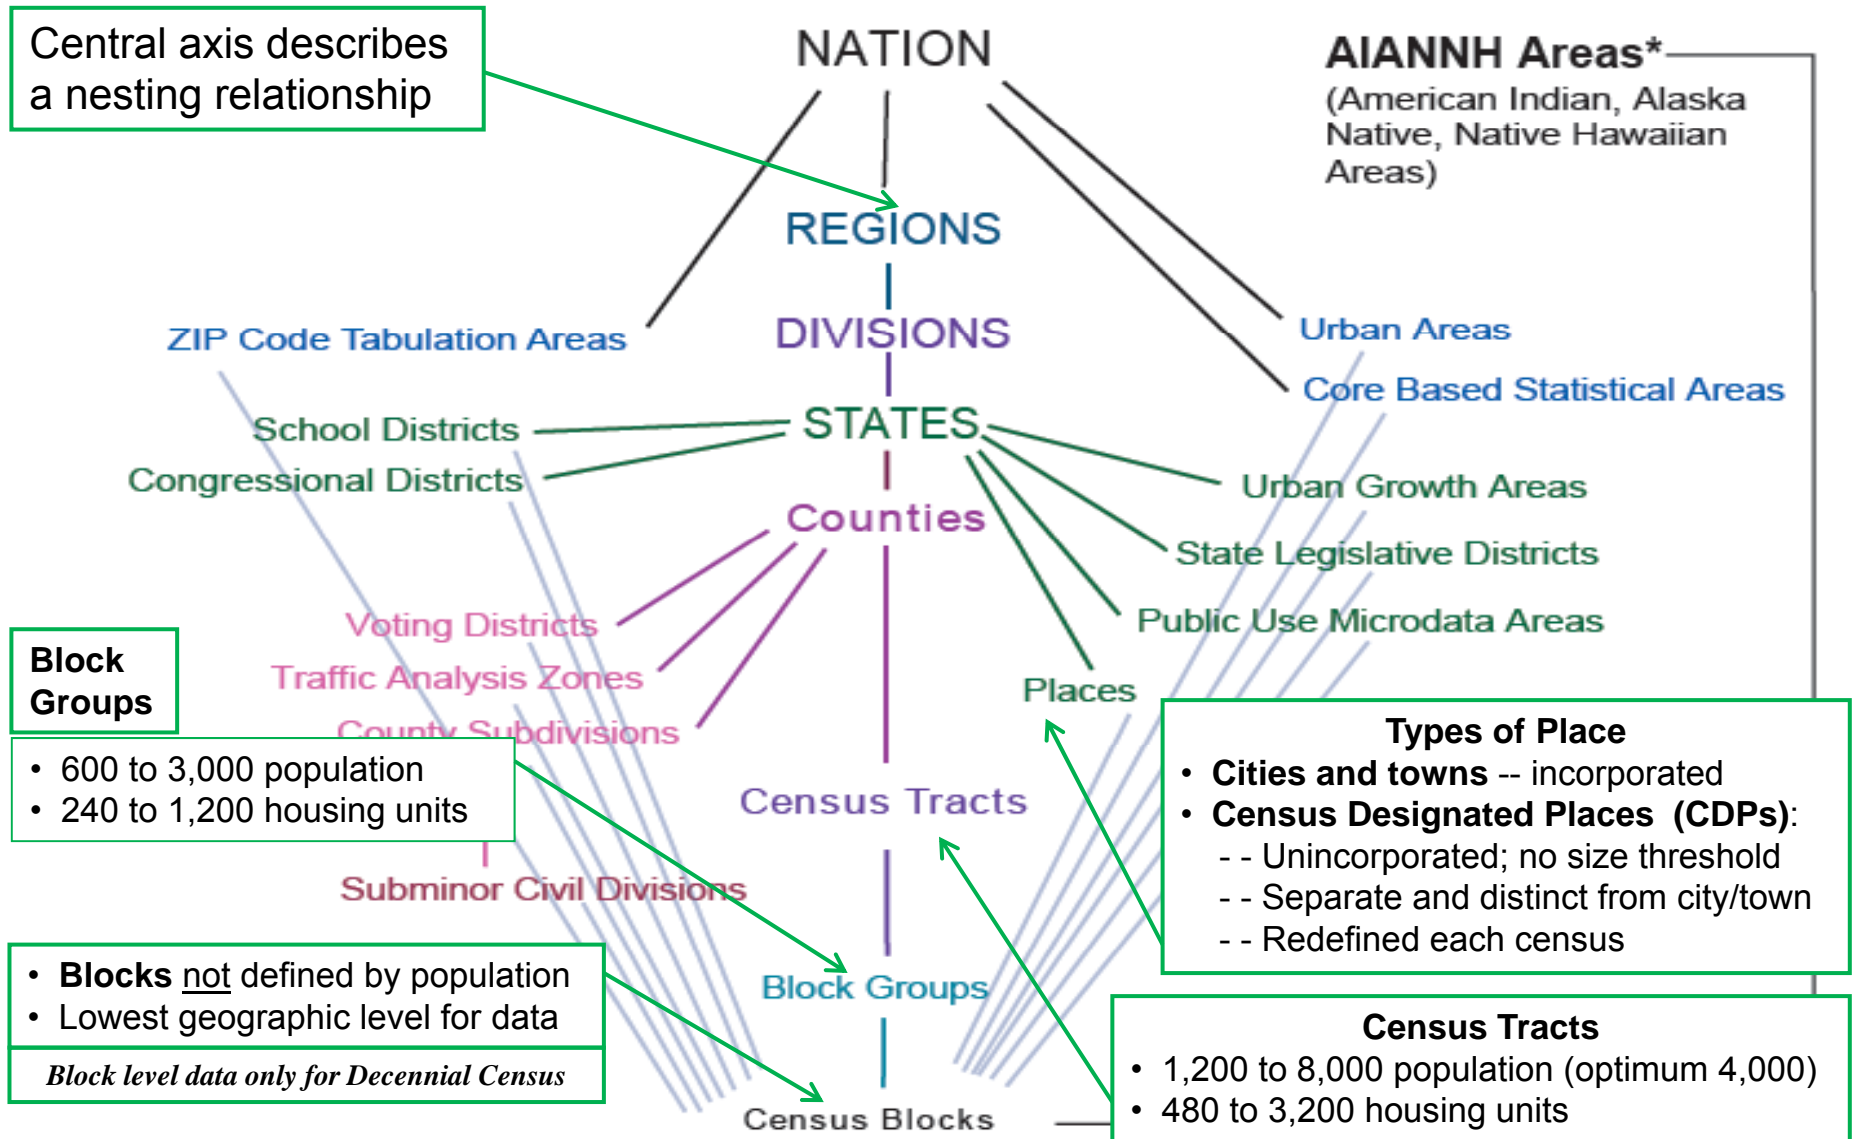 Central axis describes
a nesting relationship
NATION
AIANNH Areas*
(American Indian, Alaska
Native, Native Hawaiian
Areas)
REGIONS
ZIP Code Tabulation Areas
DIVISIONS
Urban Areas
Core Based Statistical Areas
School Districts
STATES
Congressional Districts
Urban Growth Areas
Counties
State Legislative Districts
Voting Districts
Public Use Microdata Areas
Block
Groups
Traffic Analysis Zones
Places
County Subdivisions
• 600 to 3,000 population
• 240 to 1,200 housing units
Types of Place
• Cities and towns -- incorporated
• Census Designated Places (CDPs):
- - Unincorporated; no size threshold
- - Separate and distinct from city/town
- - Redefined each census
Census Tracts
Subminor Civil Divisions
• Blocks not defined by population
• Lowest geographic level for data
Block level data only for Decennial Census
Block Groups
Census Tracts
• 1,200 to 8,000 population (optimum 4,000)
• 480 to 3,200 housing units
Census Blocks